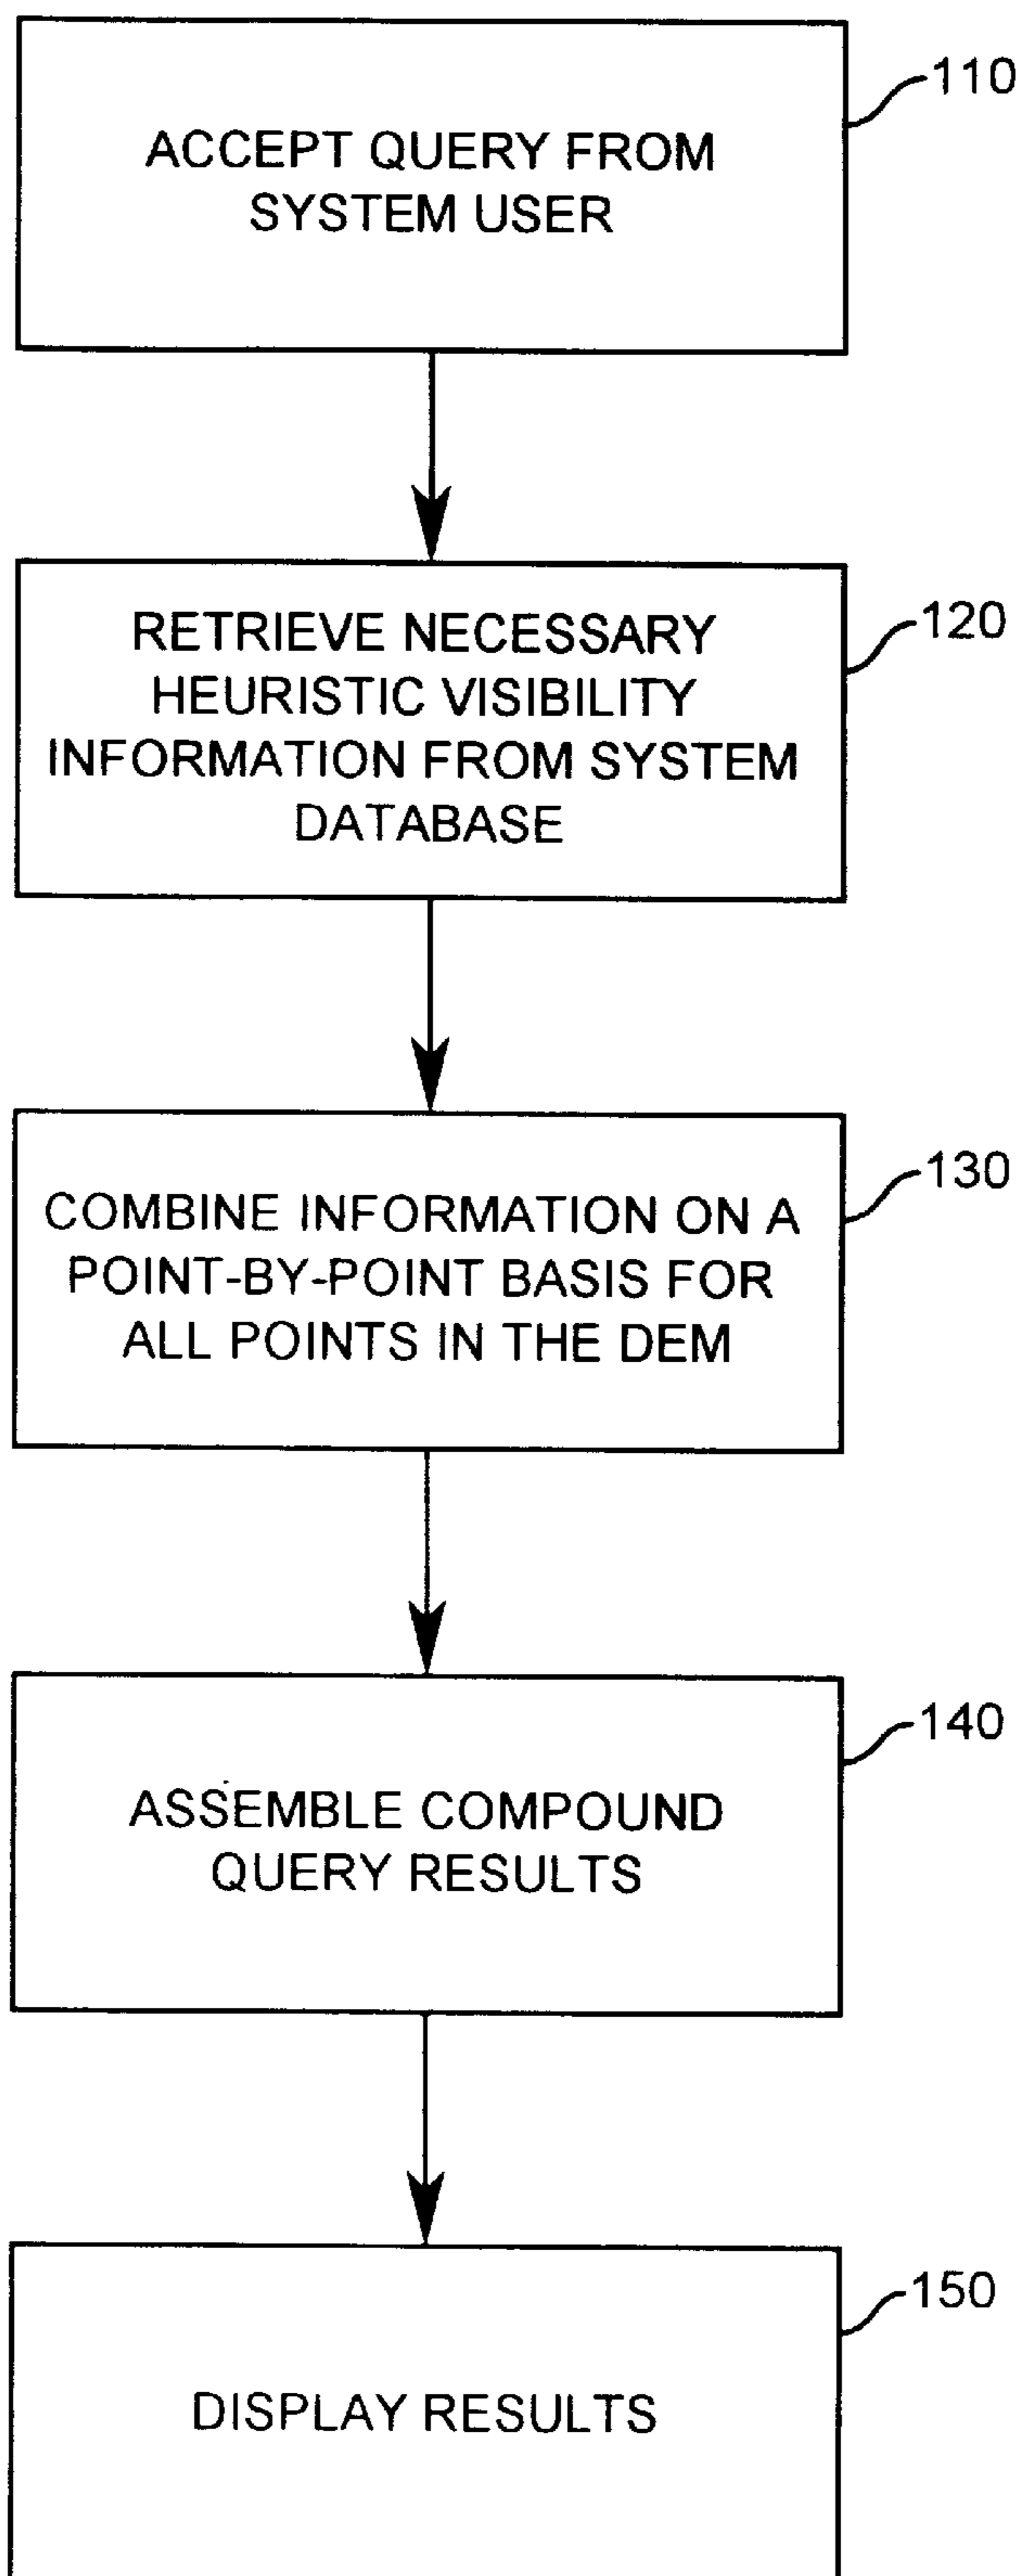 110
ACCEPT QUERY FROM
SYSTEM USER
120
RETRIEVE NECESSARY
HEURISTIC VISIBILITY
INFORMATION FROM SYSTEM
DATABASE
130
COMBINE INFORMATION ON A
POINT-BY-POINT BASIS FOR
ALL POINTS IN THE DEM
140
ASSEMBLE COMPOUND
QUERY RESULTS
150
DISPLAY RESULTS